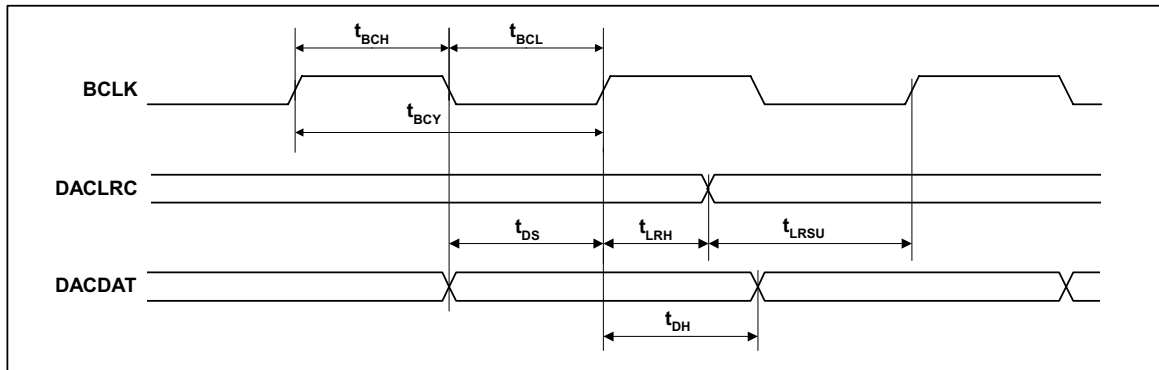 tBCH
tBCL
BCLK
tBCY
DACLRC
tDS
tLRH
tLRSU
DACDAT
tDH